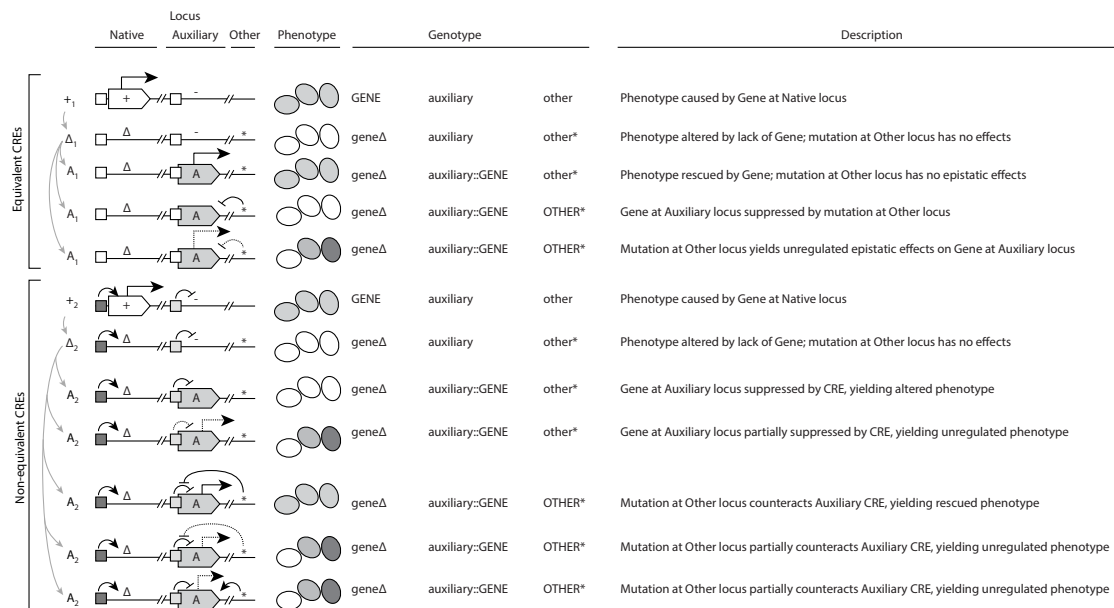 Locus
Native Auxiliary Other Phenotype Genotype Description
Equivalent CREs
+1 + - GENE auxiliary other Phenotype caused by Gene at Native locus
Δ1 Δ - * geneΔ auxiliary other* Phenotype altered by lack of Gene; mutation at Other locus has no effects
A1 Δ A * geneΔ auxiliary::GENE other* Phenotype rescued by Gene; mutation at Other locus has no epistatic effects
A1 Δ A * geneΔ auxiliary::GENE OTHER* Gene at Auxiliary locus suppressed by mutation at Other locus
A1 Δ A * geneΔ auxiliary::GENE OTHER* Mutation at Other locus yields unregulated epistatic effects on Gene at Auxiliary locus
Non-equivalent CREs
+2 + - GENE auxiliary other Phenotype caused by Gene at Native locus
Δ2 Δ - * geneΔ auxiliary other* Phenotype altered by lack of Gene; mutation at Other locus has no effects
A2 Δ A * geneΔ auxiliary::GENE other* Gene at Auxiliary locus suppressed by CRE, yielding altered phenotype
A2 Δ A * geneΔ auxiliary::GENE other* Gene at Auxiliary locus partially suppressed by CRE, yielding unregulated phenotype
A2 Δ A * geneΔ auxiliary::GENE OTHER* Mutation at Other locus counteracts Auxiliary CRE, yielding rescued phenotype
A2 Δ A * geneΔ auxiliary::GENE OTHER* Mutation at Other locus partially counteracts Auxiliary CRE, yielding unregulated phenotype
A2 Δ A * geneΔ auxiliary::GENE OTHER* Mutation at Other locus partially counteracts Auxiliary CRE, yielding unregulated phenotype